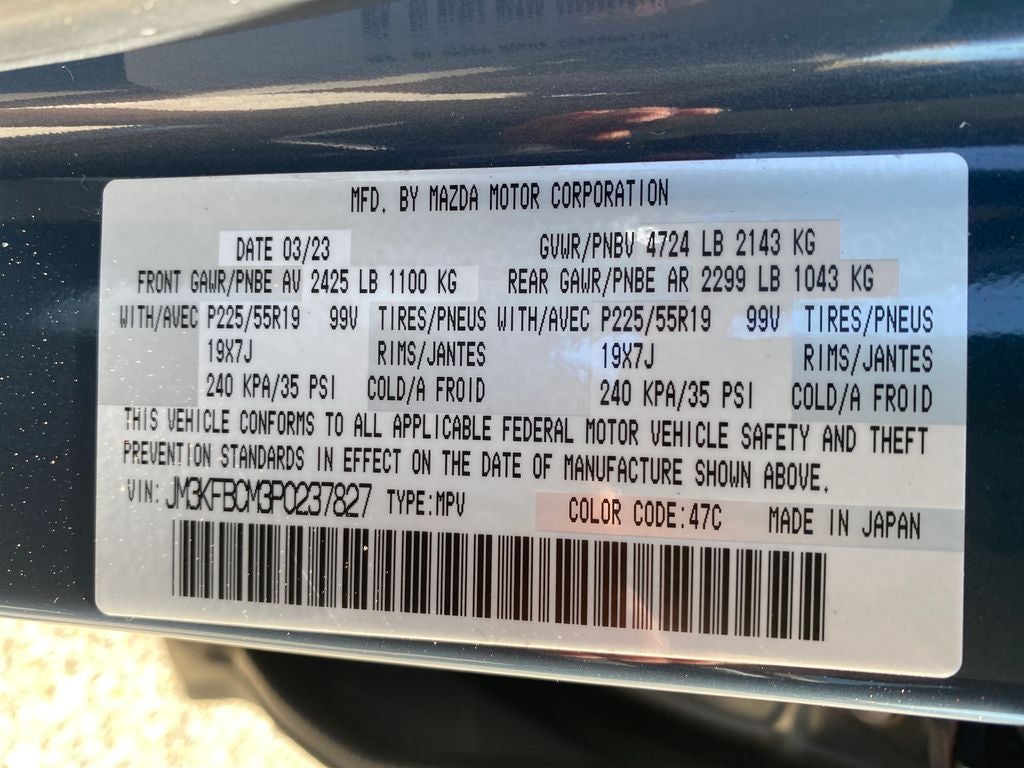 MFD. BY MAZDA MOTOR CORPORATION
DATE 03/23 GVWR/PNBV 4724 LB 2143 KG
FRONT GAWR/PNBE AV 2425 LB 1100 KG REAR GAWR/PNBE AR 2299 LB 1043 KG
WITH/AVEC P225/55R19 99V TIRES/PNEUS WITH/AVEC P225/55R19 99V TIRES/PNEUS
19X7J RIMS/JANTES 19X7J RIMS/JANTES
240 KPA/35 PSI COLD/A FROID 240 KPA/35 PSI COLD/A FROID
THIS VEHICLE CONFORMS TO ALL APPLICABLE FEDERAL MOTOR VEHICLE SAFETY AND THEFT
PREVENTION STANDARDS IN EFFECT ON THE DATE OF MANUFACTURE SHOWN ABOVE.
VIN: JM3KFBCM3P0237827 TYPE:MPV COLOR CODE:47C MADE IN JAPAN